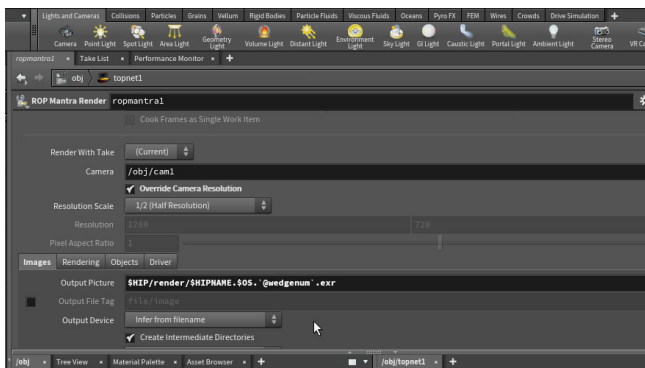 Lights and Cameras Collisions Particles Grains Vellum Rigid Bodies Particle Fluids Viscous Fluids Oceans Pyro FX FEM Wires Crowds Drive Simulation +
Camera Point Light Spot Light Area Light Geometry Light Volume Light Distant Light Environment Light Sky Light GI Light Caustic Light Portal Light Ambient Light Stereo Camera VR Ca
ropmantra1 × Take List × Performance Monitor × +
obj topnet1
ROP Mantra Render ropmantra1
Cook Frames as Single Work Item
Render With Take (Current)
Camera /obj/cam1
Override Camera Resolution
Resolution Scale 1/2 (Half Resolution)
Resolution 1280 720
Pixel Aspect Ratio 1
Images Rendering Objects Driver
Output Picture $HIP/render/$HIPNAME.$OS.`@wedgenum`.exr
Output File Tag file/image
Output Device Infer from filename
Create Intermediate Directories
/obj × Tree View × Material Palette × Asset Browser × + /obj/topnet1 × +